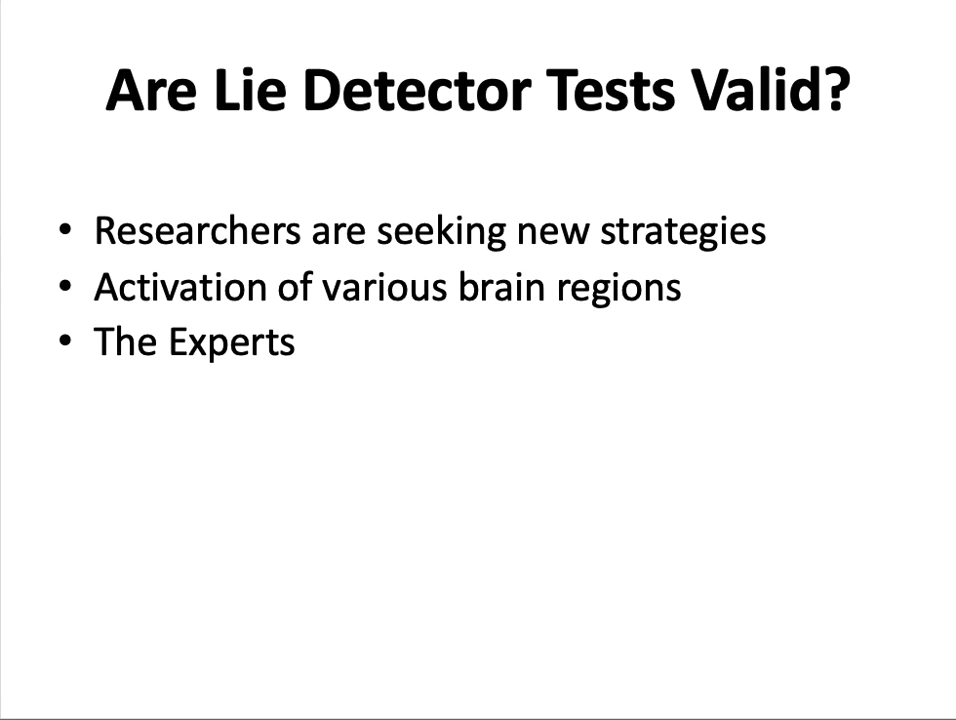 Are Lie Detector Tests Valid?
• Researchers are seeking new strategies
• Activation of various brain regions
• The Experts